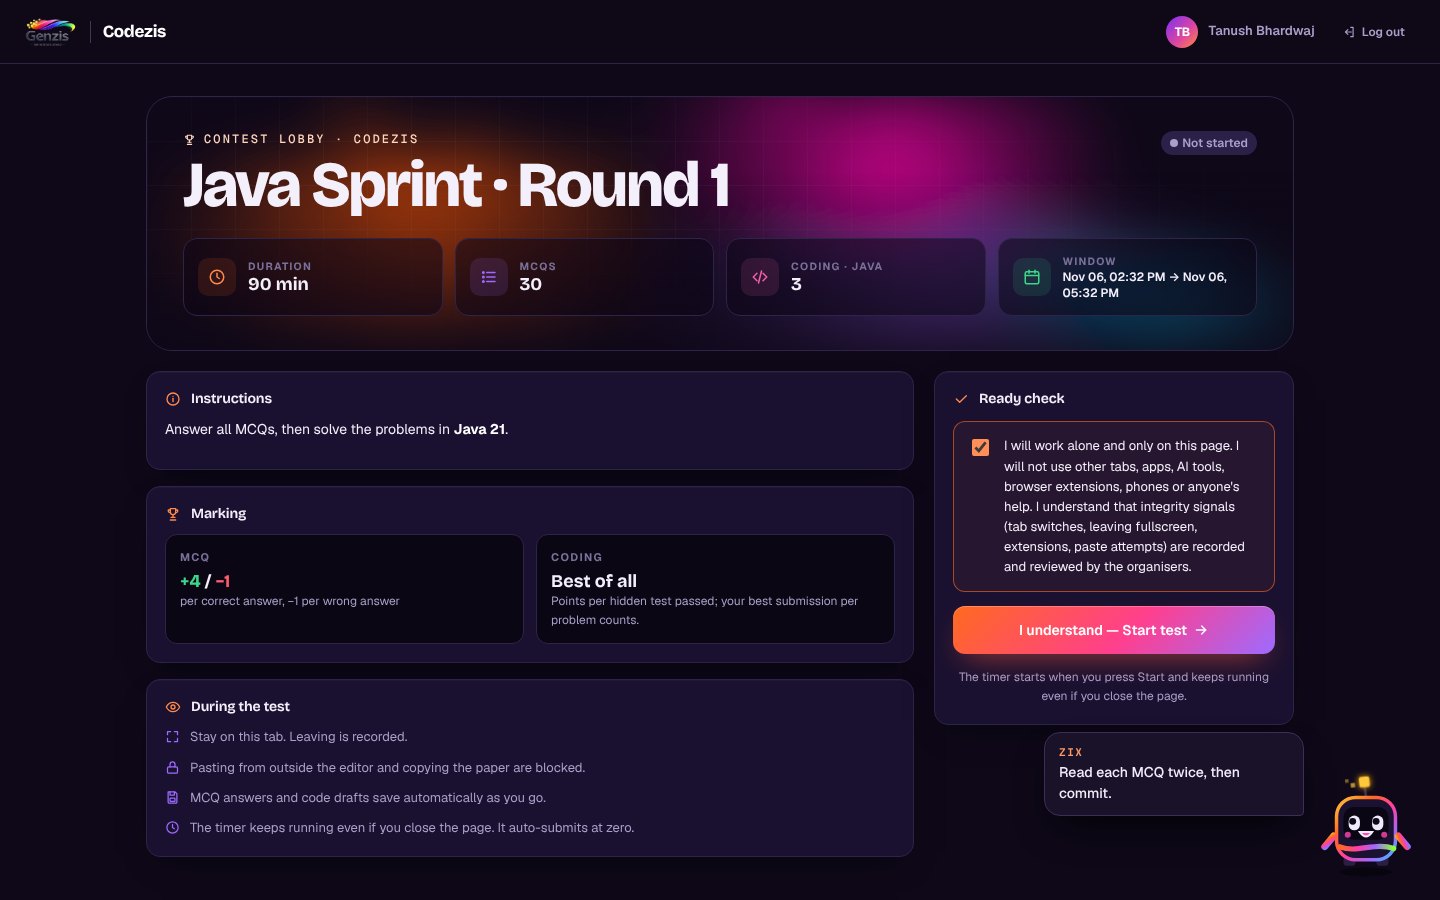 Genzis
Codezis
TB
Tanush Bhardwaj
Log out
CONTEST LOBBY · CODEZIS
Not started
Java Sprint · Round 1
DURATION
90 min
MCQS
30
CODING · JAVA
3
WINDOW
Nov 06, 02:32 PM → Nov 06,
05:32 PM
Instructions
Answer all MCQs, then solve the problems in Java 21.
Marking
MCQ
+4 / −1
per correct answer, −1 per wrong answer
CODING
Best of all
Points per hidden test passed; your best submission per
problem counts.
During the test
Stay on this tab. Leaving is recorded.
Pasting from outside the editor and copying the paper are blocked.
MCQ answers and code drafts save automatically as you go.
The timer keeps running even if you close the page. It auto-submits at zero.
Ready check
I will work alone and only on this page. I
will not use other tabs, apps, AI tools,
browser extensions, phones or anyone's
help. I understand that integrity signals
(tab switches, leaving fullscreen,
extensions, paste attempts) are recorded
and reviewed by the organisers.
I understand — Start test →
The timer starts when you press Start and keeps running
even if you close the page.
ZIX
Read each MCQ twice, then
commit.